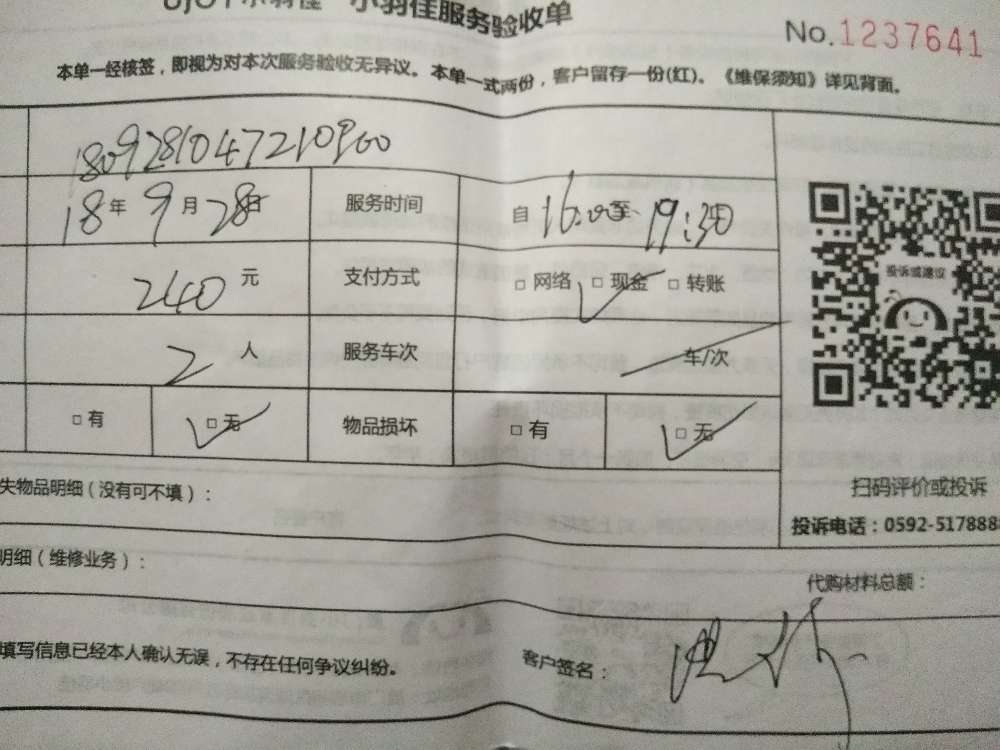 小羽佳 小羽佳服务验收单
No.1237641
本单一经核签，即视为对本次服务验收无异议。本单一式两份，客户留存一份(红)。《维保须知》详见背面。
1809281047210900
18年9月28日 服务时间 自16:00至19:30
240元 支付方式 □网络 □现金 □转账
2人 服务车次 车/次
□有 □无 物品损坏 □有 □无
投诉或建议
扫码评价或投诉
失物品明细（没有可不填）：
投诉电话：0592-5178888
明细（维修业务）：
代购材料总额：
填写信息已经本人确认无误，不存在任何争议纠纷。
客户签名：